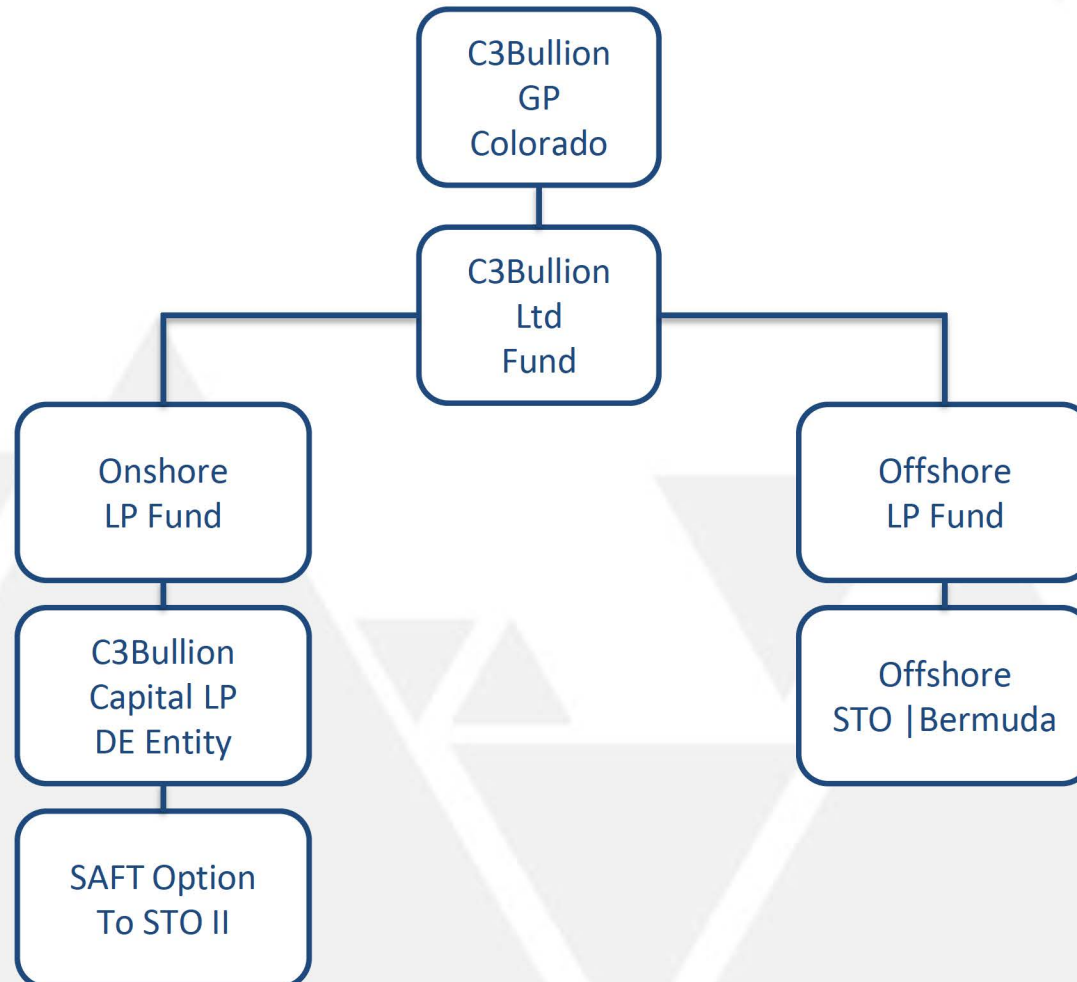 C3Bullion
GP
Colorado
C3Bullion
Ltd
Fund
Onshore
LP Fund
Offshore
LP Fund
C3Bullion
Capital LP
DE Entity
Offshore
STO |Bermuda
SAFT Option
To STO II